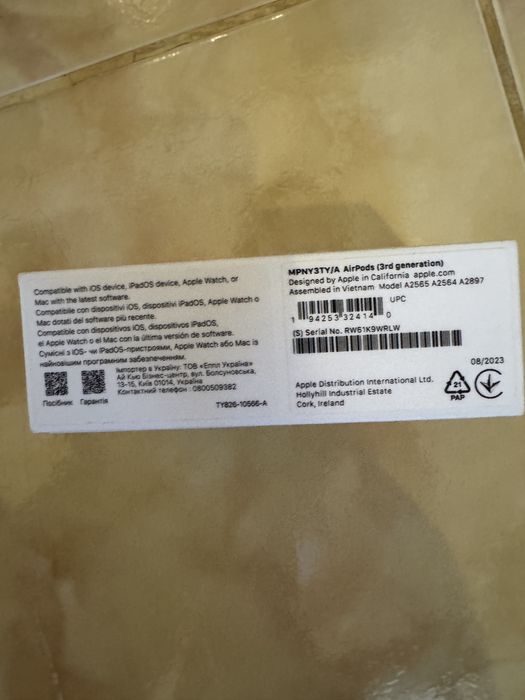 Compatible with iOS device, iPadOS device, Apple Watch, or
Mac with the latest software.
Compatibile con dispositivi iOS, dispositivi iPadOS, Apple Watch o
Mac dotati del software più recente.
Compatible con dispositivos iOS, dispositivos iPadOS,
el Apple Watch o el Mac con la última versión de software.
Сумісні з iOS- чи iPadOS-пристроями, Apple Watch або Mac із
найновішим програмним забезпеченням.
Імпортер в Україну: ТОВ «Еппл Україна»
Ай Кью Бізнес-центр, вул. Болсуновська,
13-15, Київ 01014, Україна
Контактний телефон : 0800509382
Посібник Гарантія
TY826-10566-A
MPNY3TY/A AirPods (3rd generation)
Designed by Apple in California apple.com
Assembled in Vietnam Model A2565 A2564 A2897
UPC
1 94253 32414 0
(S) Serial No. RW61K9WRLW
08/2023
Apple Distribution International Ltd.
Hollyhill Industrial Estate
Cork, Ireland
21
PAP